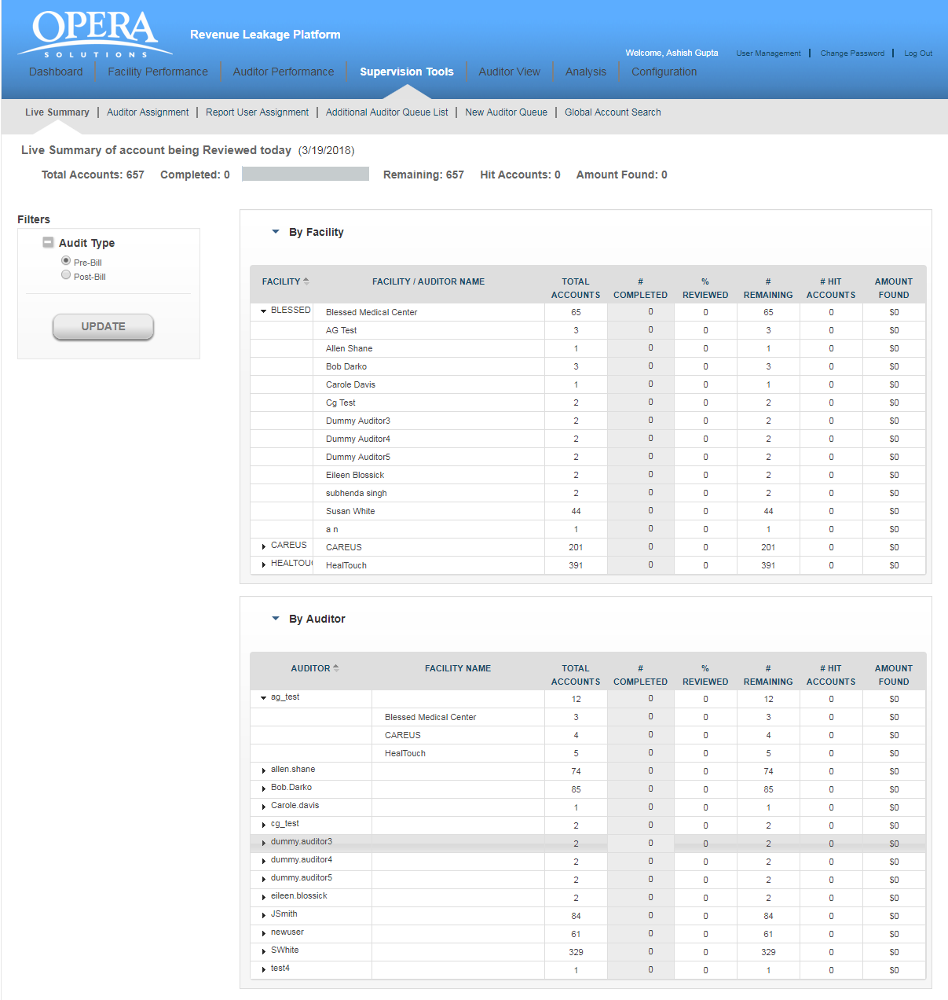 OPERA
SOLUTIONS
Revenue Leakage Platform
Welcome, Ashish Gupta User Management | Change Password | Log Out
Dashboard Facility Performance Auditor Performance Supervision Tools Auditor View Analysis Configuration
Live Summary | Auditor Assignment | Report User Assignment | Additional Auditor Queue List | New Auditor Queue | Global Account Search
Live Summary of account being Reviewed today (3/19/2018)
Total Accounts: 657 Completed: 0 Remaining: 657 Hit Accounts: 0 Amount Found: 0
Filters
Audit Type
Pre-Bill
Post-Bill
UPDATE
By Facility
FACILITY FACILITY / AUDITOR NAME TOTAL ACCOUNTS # COMPLETED % REVIEWED # REMAINING # HIT ACCOUNTS AMOUNT FOUND
BLESSED Blessed Medical Center 65 0 0 65 0 $0
AG Test 3 0 0 3 0 $0
Allen Shane 1 0 0 1 0 $0
Bob Darko 3 0 0 3 0 $0
Carole Davis 1 0 0 1 0 $0
Cg Test 2 0 0 2 0 $0
Dummy Auditor3 2 0 0 2 0 $0
Dummy Auditor4 2 0 0 2 0 $0
Dummy Auditor5 2 0 0 2 0 $0
Eileen Blossick 2 0 0 2 0 $0
subhenda singh 2 0 0 2 0 $0
Susan White 44 0 0 44 0 $0
a n 1 0 0 1 0 $0
CAREUS CAREUS 201 0 0 201 0 $0
HEALTOU HealTouch 391 0 0 391 0 $0
By Auditor
AUDITOR FACILITY NAME TOTAL ACCOUNTS # COMPLETED % REVIEWED # REMAINING # HIT ACCOUNTS AMOUNT FOUND
ag_test 12 0 0 12 0 $0
Blessed Medical Center 3 0 0 3 0 $0
CAREUS 4 0 0 4 0 $0
HealTouch 5 0 0 5 0 $0
allen.shane 74 0 0 74 0 $0
Bob.Darko 85 0 0 85 0 $0
Carole.davis 1 0 0 1 0 $0
cg_test 2 0 0 2 0 $0
dummy.auditor3 2 0 0 2 0 $0
dummy.auditor4 2 0 0 2 0 $0
dummy.auditor5 2 0 0 2 0 $0
eileen.blossick 2 0 0 2 0 $0
JSmith 84 0 0 84 0 $0
newuser 61 0 0 61 0 $0
SWhite 329 0 0 329 0 $0
test4 1 0 0 1 0 $0